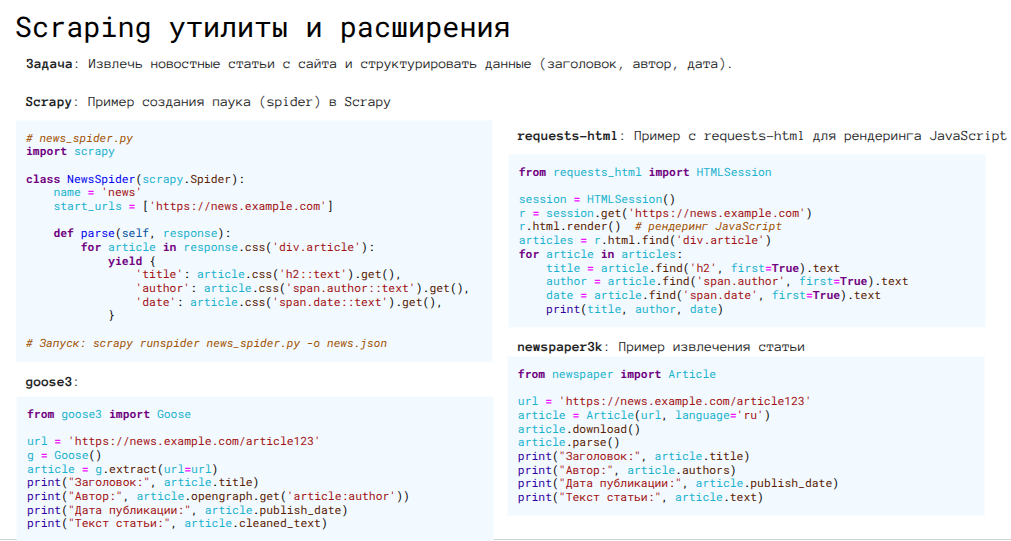 Scraping утилиты и расширения
Задача: Извлечь новостные статьи с сайта и структурировать данные (заголовок, автор, дата).
Scrapy: Пример создания паука (spider) в Scrapy
# news_spider.py
import scrapy
class NewsSpider(scrapy.Spider):
    name = 'news'
    start_urls = ['https://news.example.com']
    def parse(self, response):
        for article in response.css('div.article'):
            yield {
                'title': article.css('h2::text').get(),
                'author': article.css('span.author::text').get(),
                'date': article.css('span.date::text').get(),
            }
# Запуск: scrapy runspider news_spider.py -o news.json
goose3:
from goose3 import Goose
url = 'https://news.example.com/article123'
g = Goose()
article = g.extract(url=url)
print("Заголовок:", article.title)
print("Автор:", article.opengraph.get('article:author'))
print("Дата публикации:", article.publish_date)
print("Текст статьи:", article.cleaned_text)
requests-html: Пример с requests-html для рендеринга JavaScript
from requests_html import HTMLSession
session = HTMLSession()
r = session.get('https://news.example.com')
r.html.render()  # рендеринг JavaScript
articles = r.html.find('div.article')
for article in articles:
    title = article.find('h2', first=True).text
    author = article.find('span.author', first=True).text
    date = article.find('span.date', first=True).text
    print(title, author, date)
newspaper3k: Пример извлечения статьи
from newspaper import Article
url = 'https://news.example.com/article123'
article = Article(url, language='ru')
article.download()
article.parse()
print("Заголовок:", article.title)
print("Автор:", article.authors)
print("Дата публикации:", article.publish_date)
print("Текст статьи:", article.text)